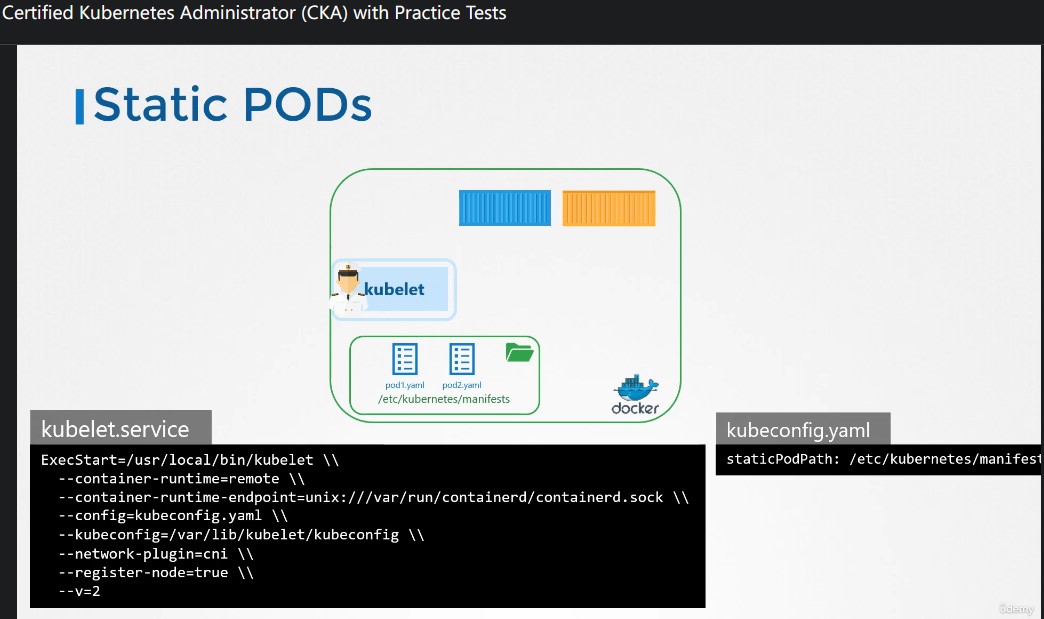 Certified Kubernetes Administrator (CKA) with Practice Tests
Static PODs
kubelet
pod1.yaml pod2.yaml
/etc/kubernetes/manifests
docker
kubelet.service
ExecStart=/usr/local/bin/kubelet \\
--container-runtime=remote \\
--container-runtime-endpoint=unix:///var/run/containerd/containerd.sock \\
--config=kubeconfig.yaml \\
--kubeconfig=/var/lib/kubelet/kubeconfig \\
--network-plugin=cni \\
--register-node=true \\
--v=2
kubeconfig.yaml
staticPodPath: /etc/kubernetes/manifest
ûdemy